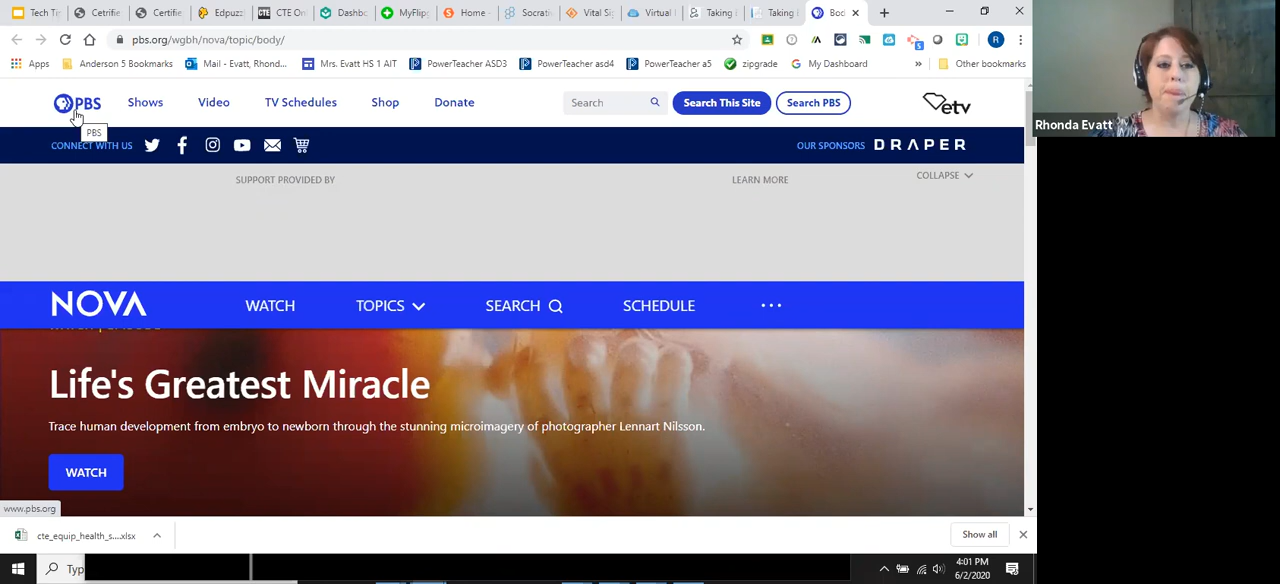 Tech Ti
Cetrifie
Certifie
Edpuzz
CTE On
Dashbo
MyFlip
Home -
Socrati
Vital Sig
Virtual
Taking
Taking
Bod
pbs.org/wgbh/nova/topic/body/
Apps
Anderson 5 Bookmarks
Mail - Evatt, Rhond...
Mrs. Evatt HS 1 AIT
PowerTeacher ASD3
PowerTeacher asd4
PowerTeacher a5
zipgrade
My Dashboard
»
Other bookmarks
PBS Shows Video TV Schedules Shop Donate Search Search This Site Search PBS etv
PBS
CONNECT WITH US OUR SPONSORS DRAPER
SUPPORT PROVIDED BY LEARN MORE COLLAPSE
NOVA WATCH TOPICS SEARCH SCHEDULE ...
Life's Greatest Miracle
Trace human development from embryo to newborn through the stunning microimagery of photographer Lennart Nilsson.
WATCH
www.pbs.org
cte_equip_health_s....xlsx Show all
Typ
4:01 PM
6/2/2020
Rhonda Evatt